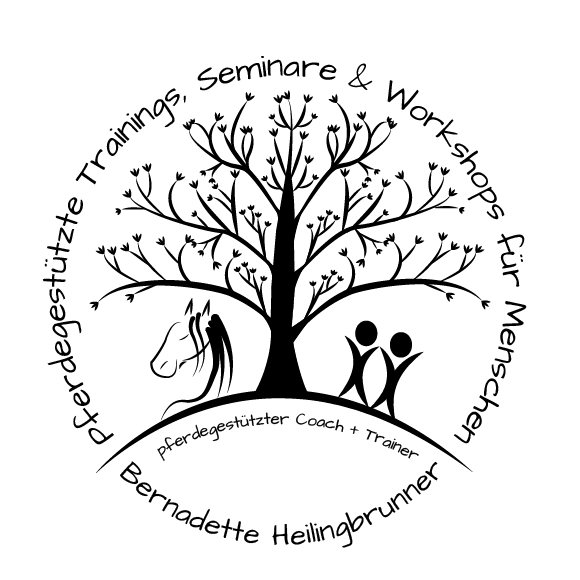 pferdegestützte Trainings, Seminare & Workshops für Menschen
pferdegestützter Coach + Trainer
Bernadette Heilingbrunner